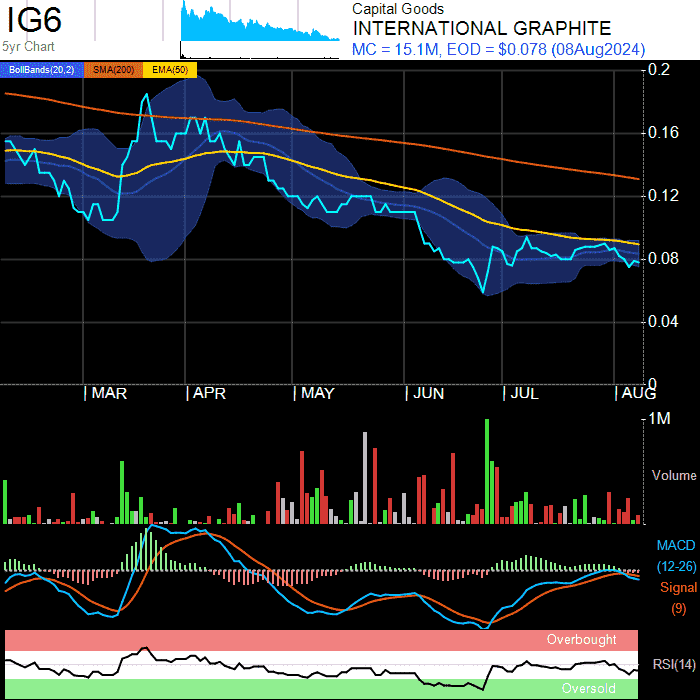 IG6
5yr Chart
Capital Goods
INTERNATIONAL GRAPHITE
MC = 15.1M, EOD = $0.078 (08Aug2024)
BollBands(20,2) SMA(200) EMA(50)
0.2
0.16
0.12
0.08
0.04
0
MAR APR MAY JUN JUL AUG
1M
Volume
MACD
(12-26)
Signal
(9)
Overbought
RSI(14)
Oversold